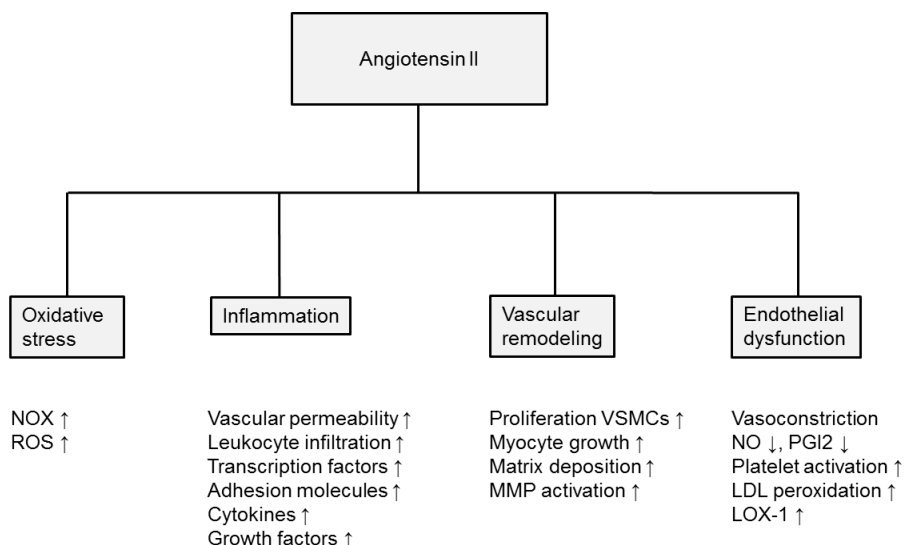 Angiotensin II
Oxidative
stress
Inflammation
Vascular
remodeling
Endothelial
dysfunction
NOX ↑
ROS ↑
Vascular permeability ↑
Leukocyte infiltration ↑
Transcription factors ↑
Adhesion molecules ↑
Cytokines ↑
Growth factors ↑
Proliferation VSMCs ↑
Myocyte growth ↑
Matrix deposition ↑
MMP activation ↑
Vasoconstriction
NO ↓, PGI2 ↓
Platelet activation ↑
LDL peroxidation ↑
LOX-1 ↑